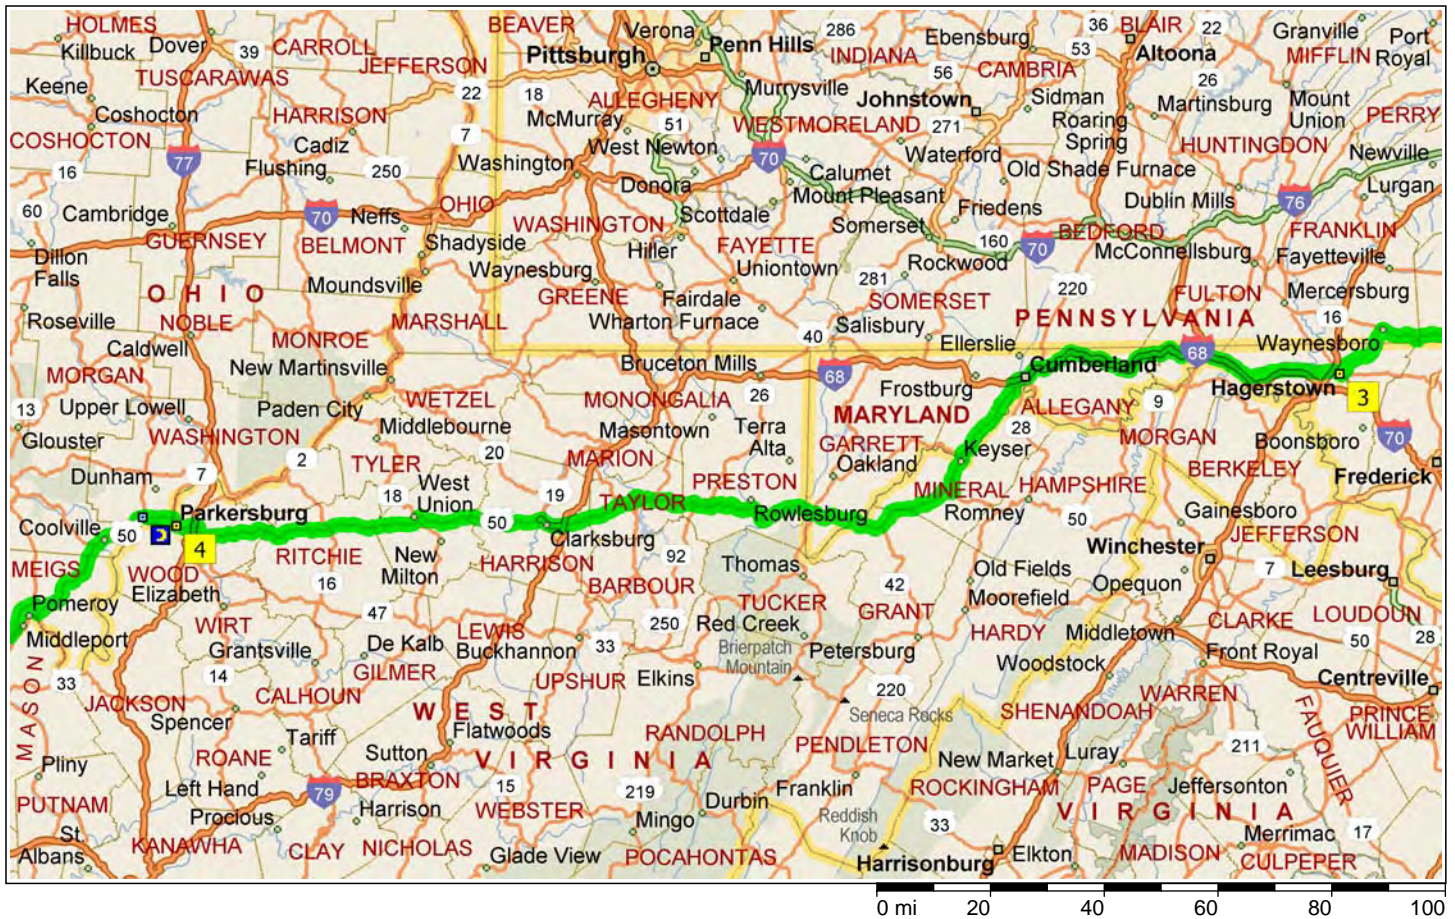 HOLMES
BEAVER
Verona
286
36
BLAIR
22
Granville
Port
Royal
Killbuck
Dover
39
CARROLL
Pittsburgh
Penn Hills
INDIANA
Ebensburg
53
Altoona
MIFFLIN
Keene
TUSCARAWAS
JEFFERSON
22
18
ALLEGHENY
Murrysville
56
CAMBRIA
26
Coshocton
HARRISON
McMurray
51
WESTMORELAND
Johnstown
271
Sidman
Roaring
Spring
Martinsburg
Mount
Union
PERRY
COSHOCTON
77
Cadiz
7
Washington
West Newton
70
Waterford
HUNTINGDON
Newville
16
Flushing
250
Donora
Calumet
Old Shade Furnace
Lurgan
60
Cambridge
70
Neffs
OHIO
WASHINGTON
Scottdale
Mount Pleasant
Friedens
Dublin Mills
76
GUERNSEY
BELMONT
Shadyside
Hiller
FAYETTE
Somerset
160
70
BEDFORD
FRANKLIN
Dillon
Falls
Waynesburg
Uniontown
Rockwood
McConnellsburg
Fayetteville
Moundsville
281
220
OHIO
GREENE
Fairdale
SOMERSET
FULTON
Mercersburg
Roseville
NOBLE
MARSHALL
Wharton Furnace
Salisbury
PENNSYLVANIA
16
Caldwell
MONROE
40
Ellerslie
Waynesboro
MORGAN
New Martinsville
Bruceton Mills
68
Cumberland
68
Frostburg
Hagerstown
3
13
Upper Lowell
Paden City
WETZEL
MONONGALIA
26
MARYLAND
ALLEGANY
9
Glouster
WASHINGTON
Middlebourne
Masontown
Terra
Alta
GARRETT
28
MORGAN
Boonsboro
70
2
20
MARION
Oakland
Keyser
BERKELEY
Frederick
Dunham
7
TYLER
West
Union
PRESTON
MINERAL
HAMPSHIRE
18
19
TAYLOR
Romney
Gainesboro
Coolville
50
Parkersburg
50
Rowlesburg
50
JEFFERSON
4
Clarksburg
Winchester
RITCHIE
New
Milton
HARRISON
92
Thomas
42
Old Fields
7
Leesburg
MEIGS
WOOD
16
BARBOUR
Opequon
Elizabeth
Moorefield
Pomeroy
47
TUCKER
GRANT
CLARKE
LOUDOUN
WIRT
250
Red Creek
HARDY
Middletown
50
28
Middleport
De Kalb
LEWIS
33
Brierpatch
Mountain
Petersburg
Front Royal
Grantsville
Buckhannon
Woodstock
MASON
33
14
GILMER
UPSHUR
Elkins
220
Centreville
JACKSON
CALHOUN
WARREN
Spencer
WEST
Seneca Rocks
SHENANDOAH
PRINCE
WILLIAM
FAUQUIER
Tariff
Flatwoods
RANDOLPH
PENDLETON
211
Pliny
ROANE
Sutton
VIRGINIA
New Market
Luray
Left Hand
79
BRAXTON
15
219
Franklin
ROCKINGHAM
PAGE
Jeffersonton
PUTNAM
Harrison
WEBSTER
Durbin
Reddish
Knob
VIRGINIA
Procious
Mingo
33
Merrimac
17
St.
Albans
KANAWHA
CLAY
NICHOLAS
Glade View
POCAHONTAS
Harrisonburg
Elkton
MADISON
CULPEPER
0 mi 20 40 60 80 100